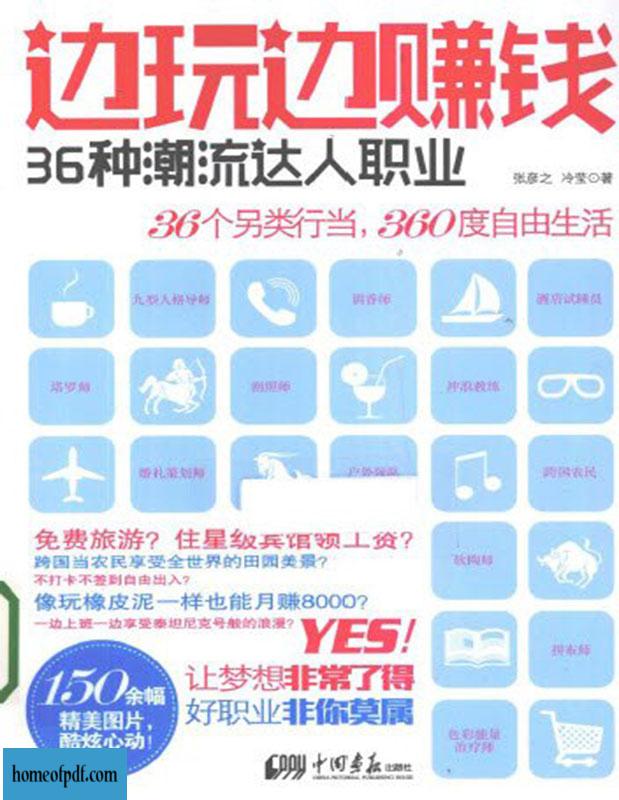 边玩边赚钱
36种潮流达人职业
张彦之 冷莹◎著
36个另类行当，360度自由生活
九型人格导师
调香师
酒店试睡员
塔罗师
冲浪教练
婚礼策划师
跨国农民
软陶师
拼布师
色彩能量
治疗师
免费旅游？住星级宾馆领工资？
跨国当农民享受全世界的田园美景？
不打卡不签到自由出入？
像玩橡皮泥一样也能月赚8000？
一边上班一边享受泰坦尼克号般的浪漫？
YES!
让梦想非常了得
好职业非你莫属
150余幅
精美图片，
酷炫心动！
中国画报出版社
CHINA PICTORIAL PUBLISHING HOUSE
homeofpdf.com